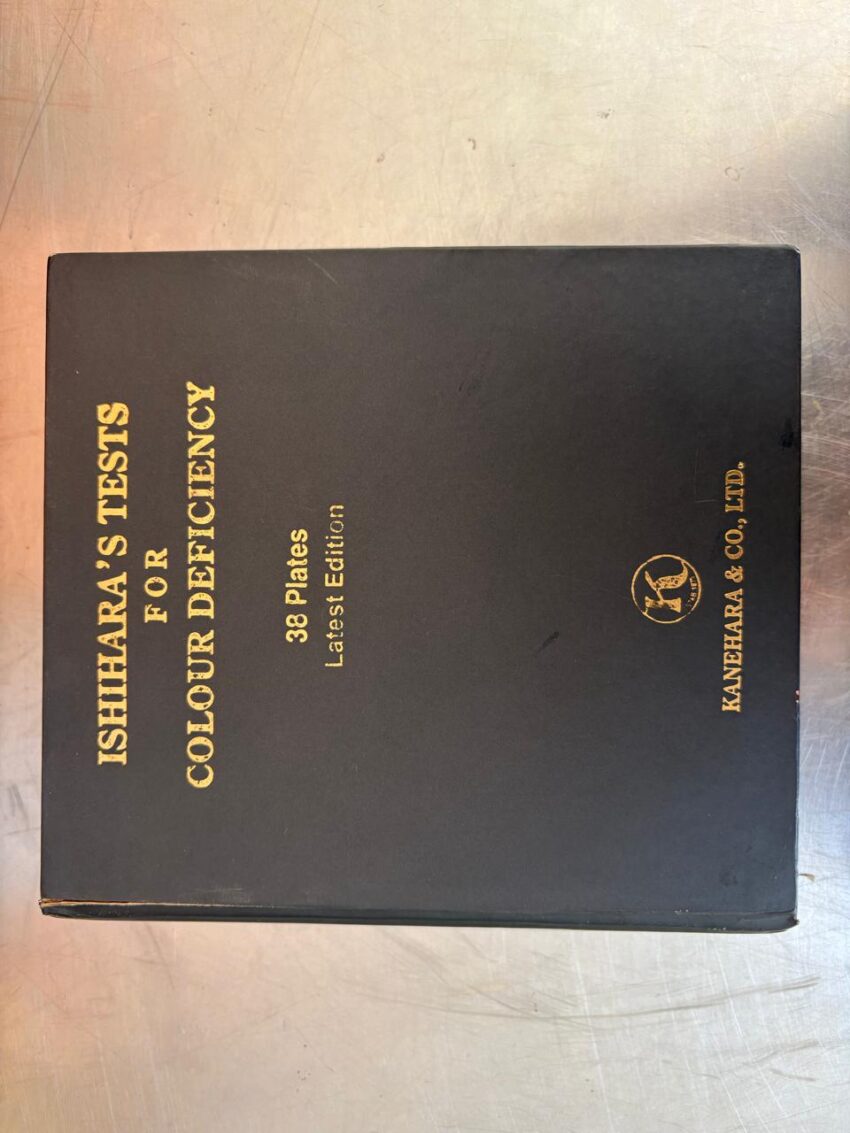 ISHIHARA'S TESTS
FOR
COLOUR DEFICIENCY
38 Plates
Latest Edition
K
KANEHARA & CO., LTD.